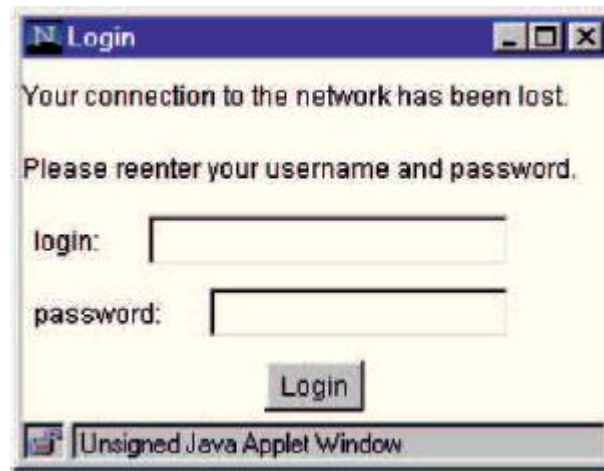 N Login
Your connection to the network has been lost.
Please reenter your username and password.
login:
password:
Login
Unsigned Java Applet Window